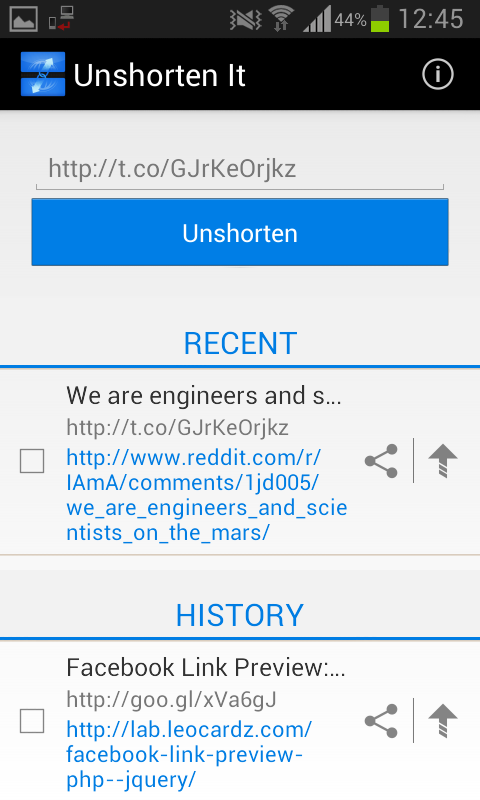 44% 12:45
Unshorten It
http://t.co/GJrKeOrjkz
Unshorten
RECENT
We are engineers and s...
http://t.co/GJrKeOrjkz
http://www.reddit.com/r/
IAmA/comments/1jd005/
we_are_engineers_and_scie
ntists_on_the_mars/
HISTORY
Facebook Link Preview:...
http://goo.gl/xVa6gJ
http://lab.leocardz.com/
facebook-link-preview-
php--jquery/